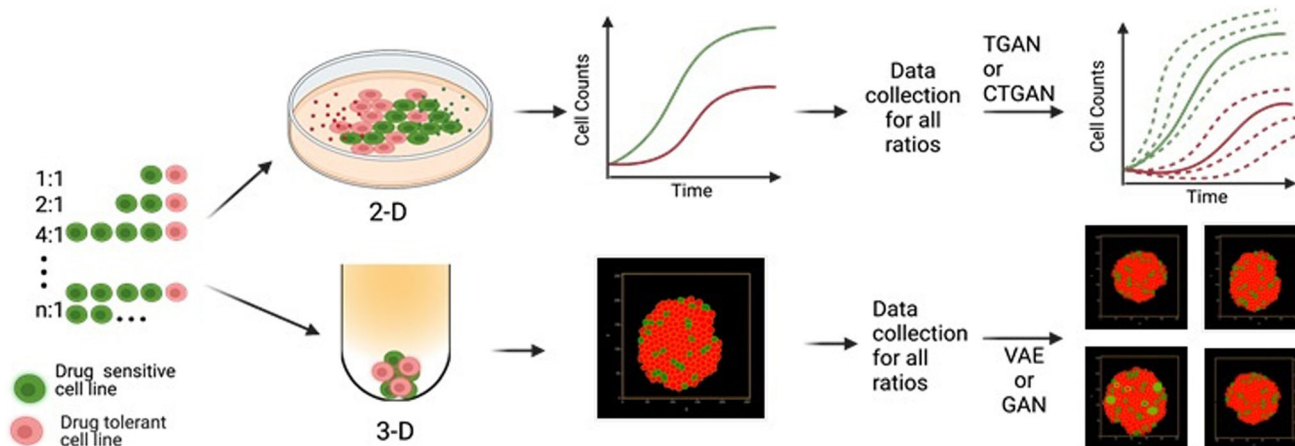 1:1
2:1
4:1
n:1
Drug sensitive
cell line
Drug tolerant
cell line
2-D
Cell Counts
Time
Data
collection
for all
ratios
TGAN
or
CTGAN
Cell Counts
Time
3-D
Data
collection
for all
ratios
VAE
or
GAN